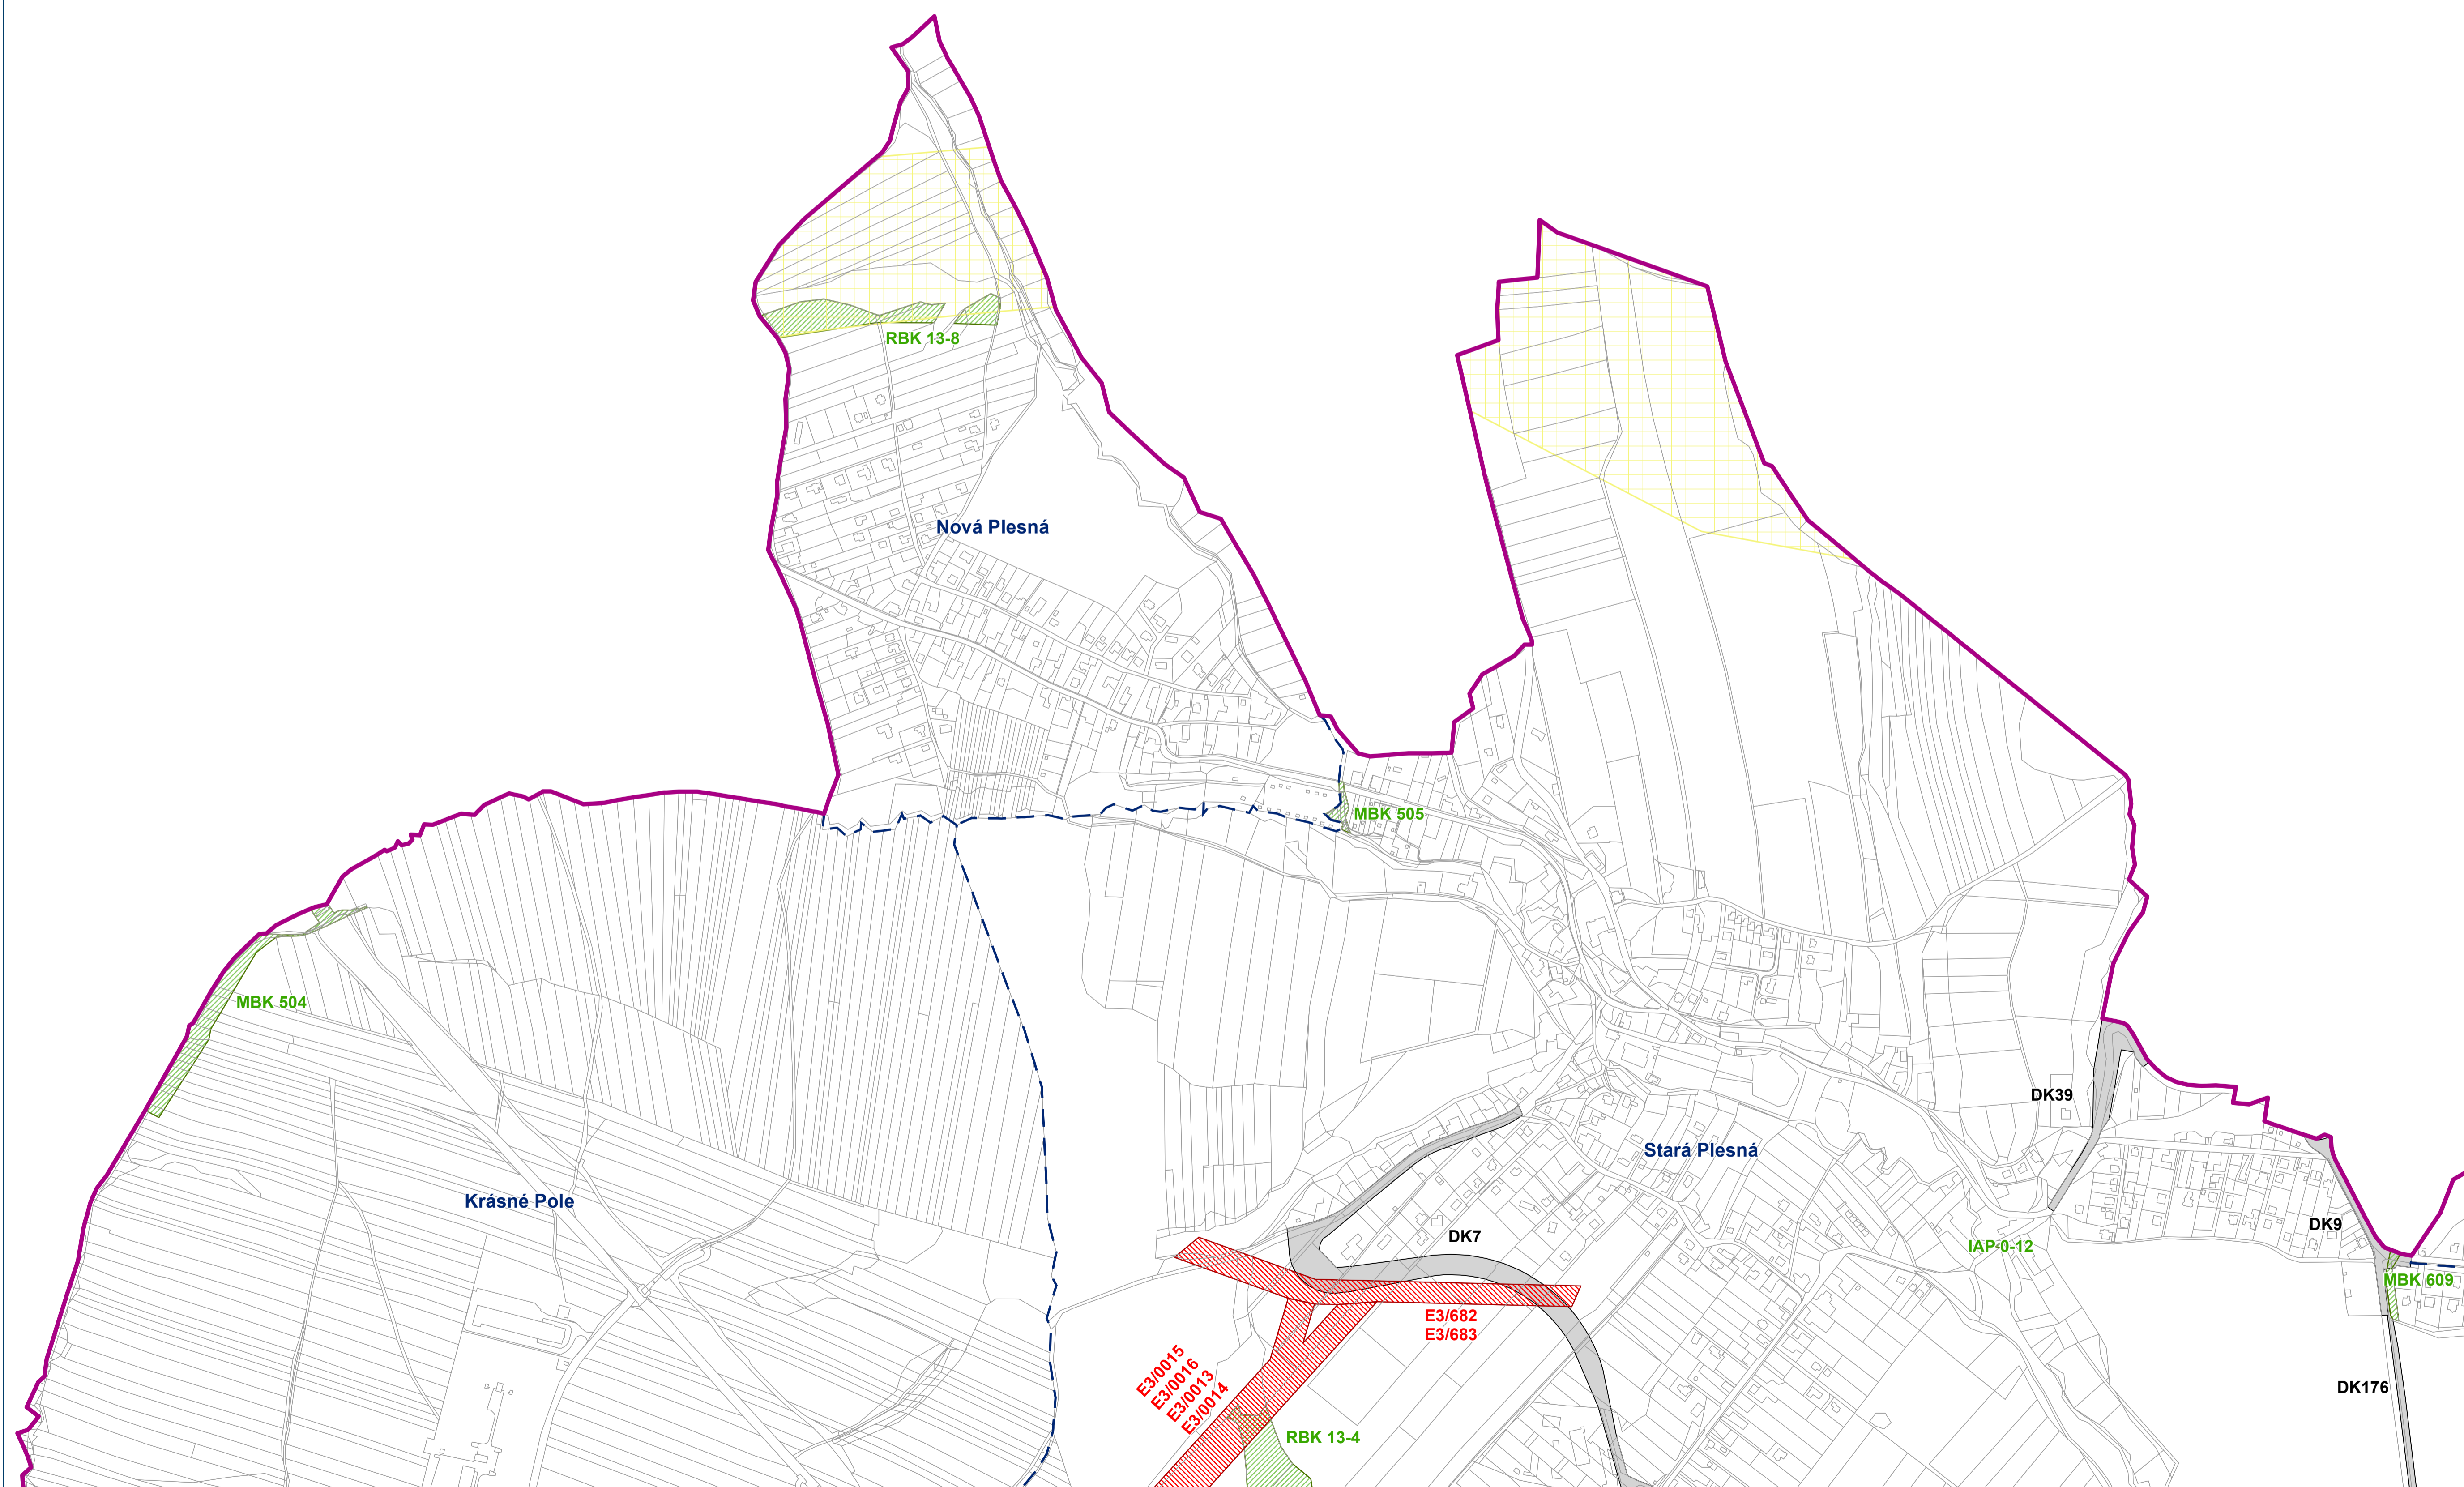 RBK 13-8
Nová Plesná
MBK 505
MBK 504
DK39
Stará Plesná
Krásné Pole
DK9
DK7
IAP-0-12
MBK 609
E3/682
E3/683
E3/0015
E3/0016
E3/0013
E3/0014
DK176
RBK 13-4